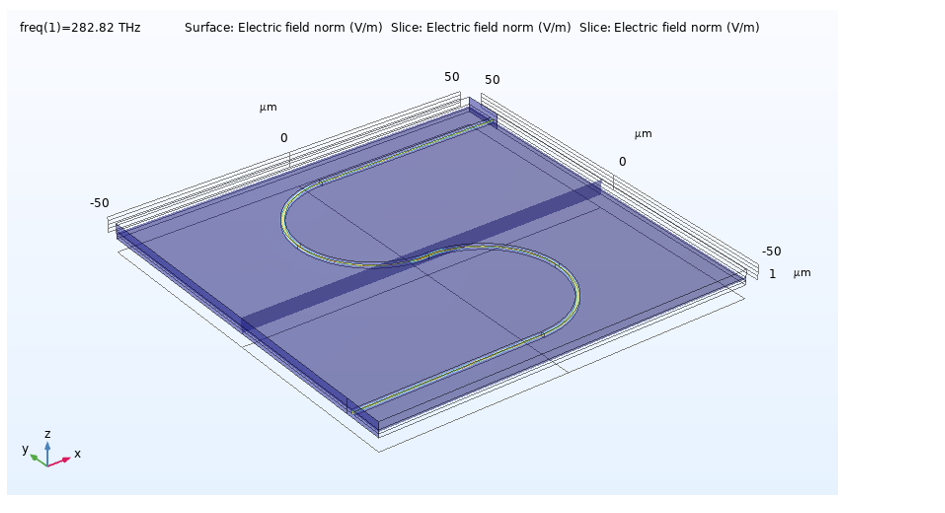 freq(1)=282.82 THz Surface: Electric field norm (V/m) Slice: Electric field norm (V/m) Slice: Electric field norm (V/m)
50 50
µm
µm
0
0
-50
-50
1 µm
z
y
x